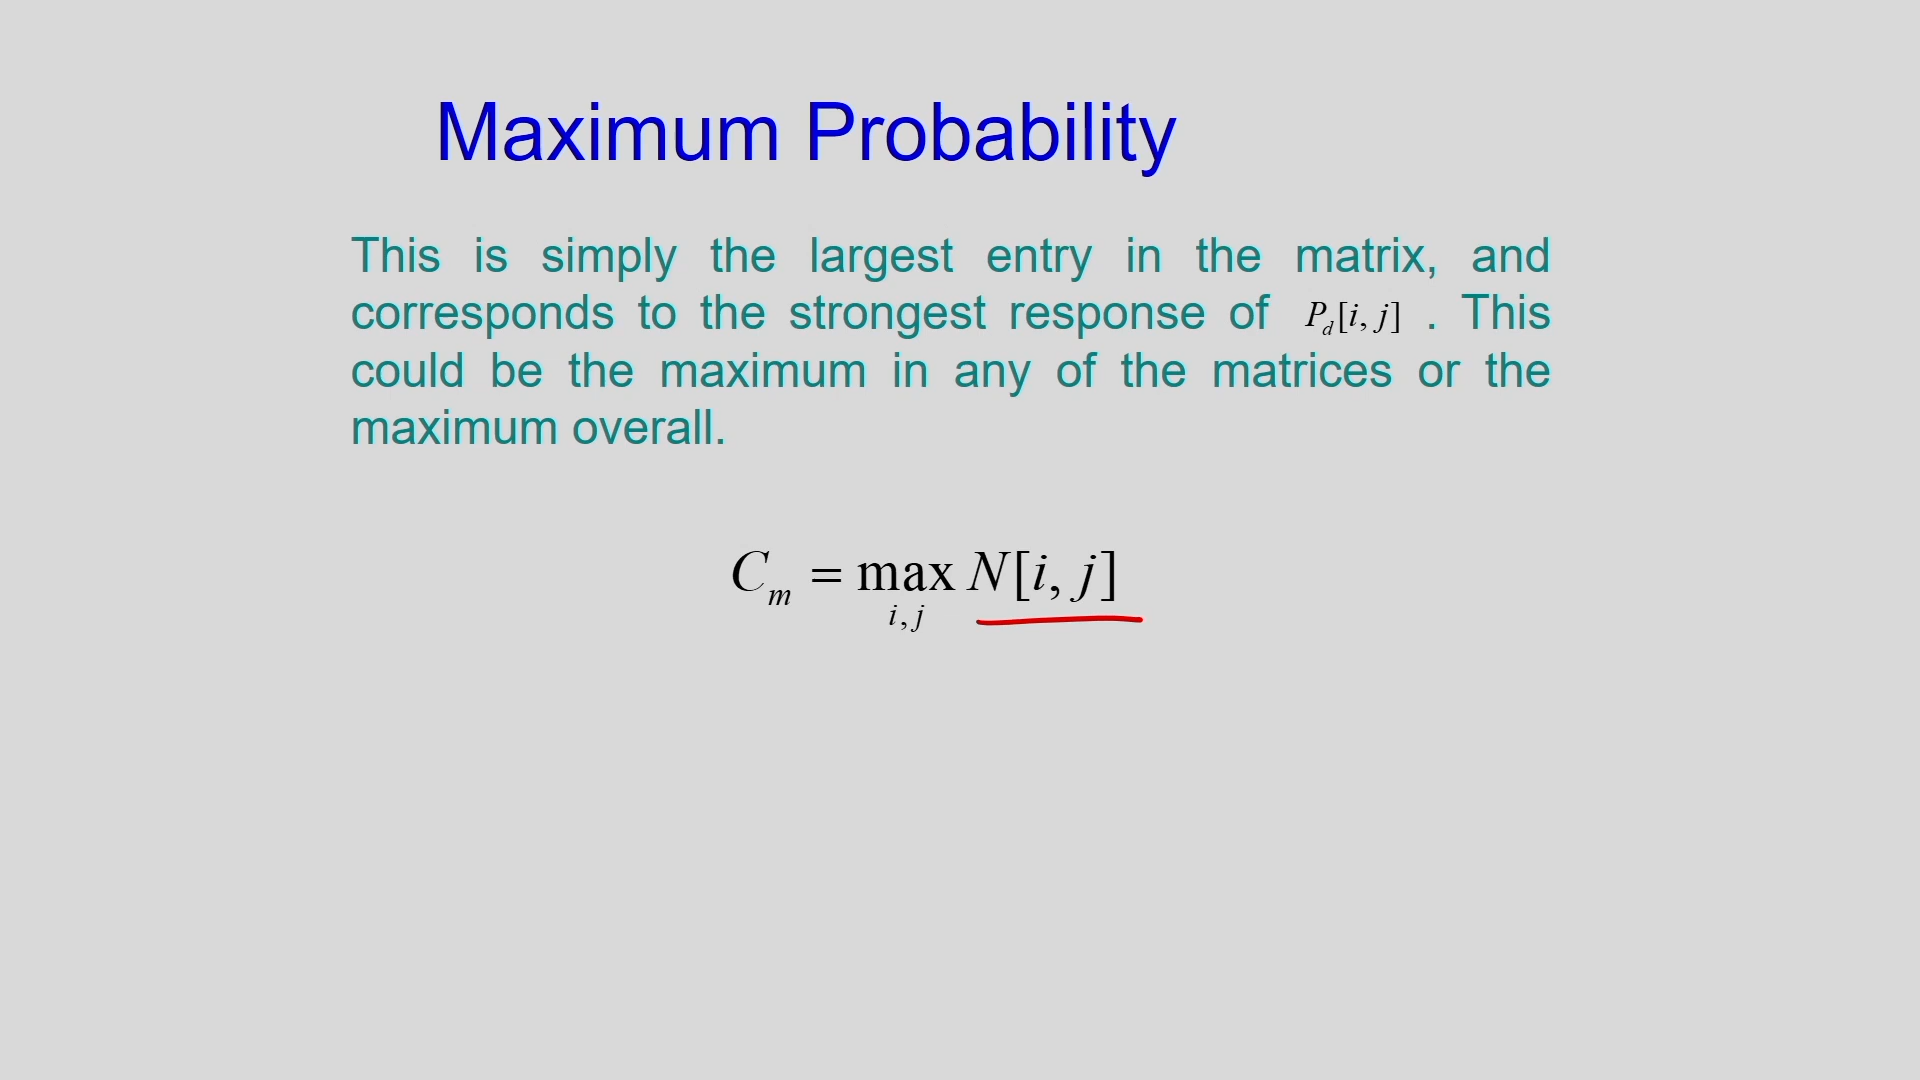 Maximum Probability
This is simply the largest entry in the matrix, and
corresponds to the strongest response of P_d[i, j] . This
could be the maximum in any of the matrices or the
maximum overall.
C_m = max_{i,j} N[i, j]